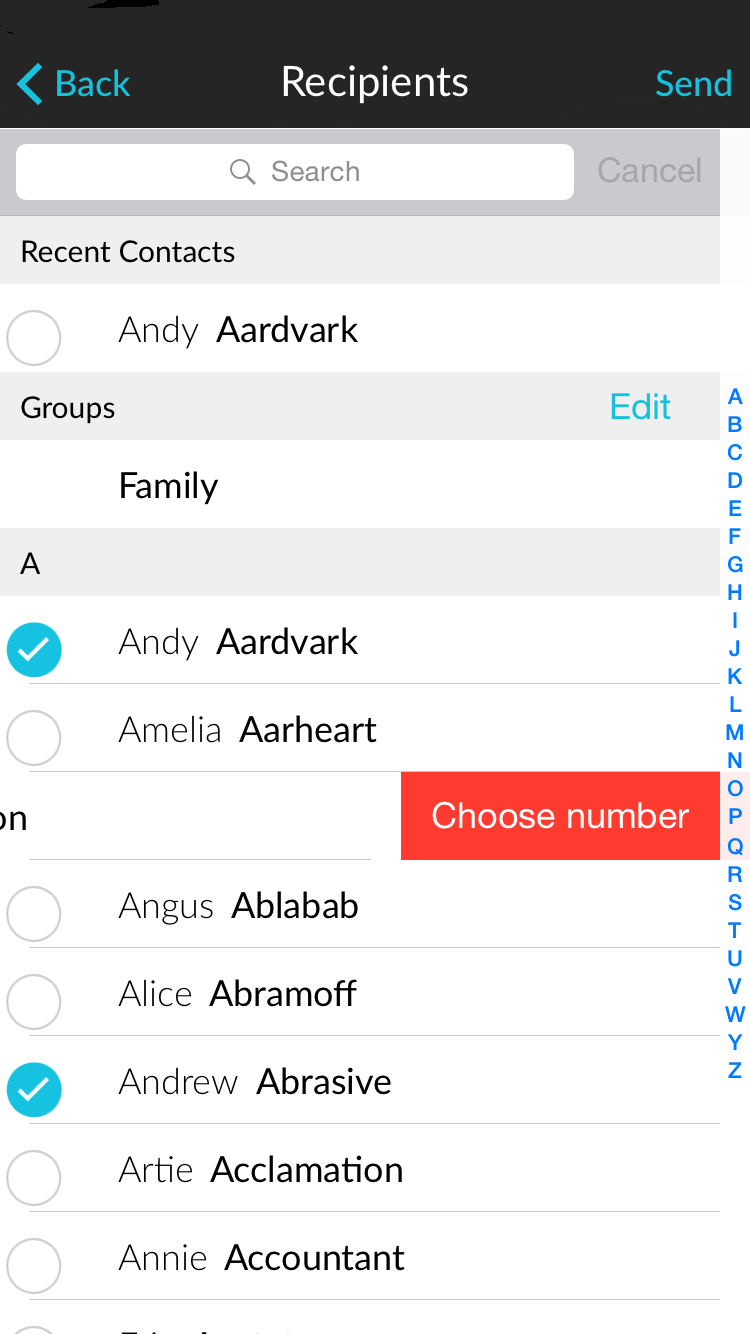 Back Recipients Send
Search Cancel
Recent Contacts
Andy Aardvark
Groups Edit
Family
A
Andy Aardvark
Amelia Aarheart
on Choose number
Angus Ablabab
Alice Abramoff
Andrew Abrasive
Artie Acclamation
Annie Accountant
A
B
C
D
E
F
G
H
I
J
K
L
M
N
O
P
Q
R
S
T
U
V
W
Y
Z